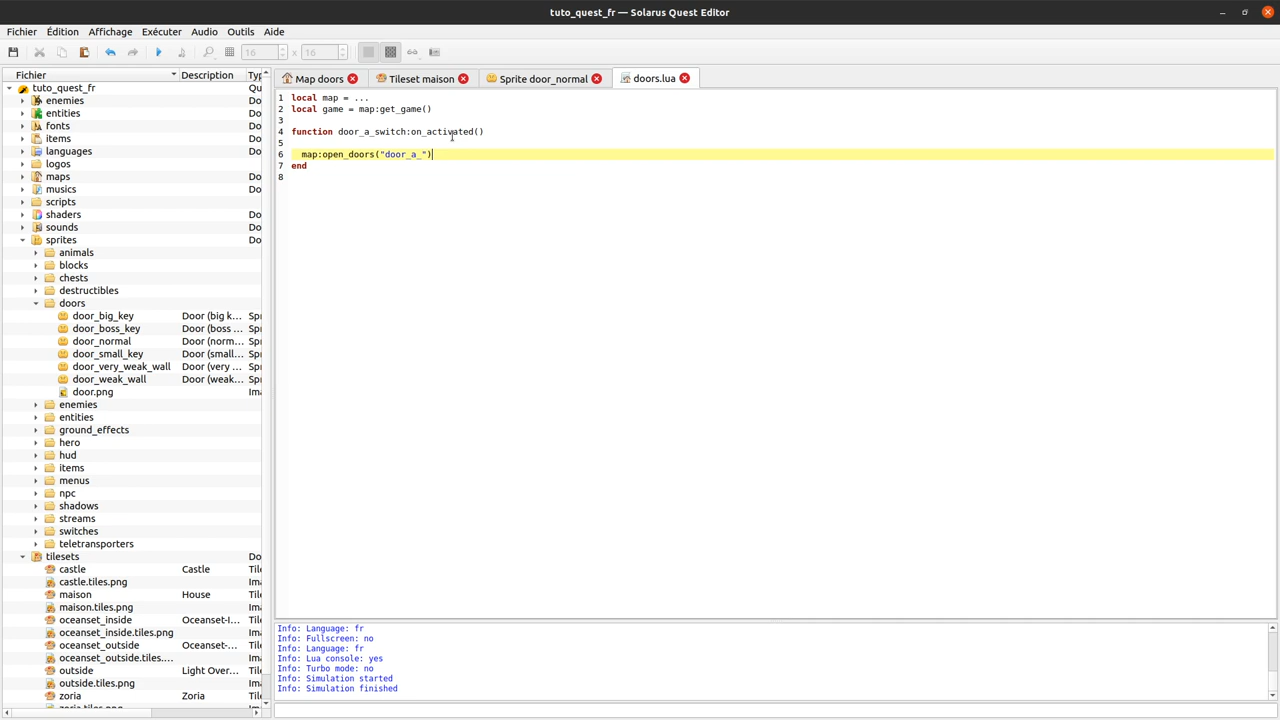 tuto_quest_fr — Solarus Quest Editor
Fichier Édition Affichage Exécuter Audio Outils Aide
16 x 16
Fichier Description Typ
Map doors Tileset maison Sprite door_normal doors.lua
tuto_quest_fr Qu
enemies Do
entities Do
fonts Do
items Do
languages Do
logos
maps Do
musics Do
scripts
shaders Do
sounds Do
sprites Do
animals
blocks
chests
destructibles
doors
door_big_key Door (big k... Spr
door_boss_key Door (boss ... Spr
door_normal Door (norm... Spr
door_small_key Door (small... Spr
door_very_weak_wall Door (very ... Spr
door_weak_wall Door (weak... Spr
door.png Ima
enemies
entities
ground_effects
hero
hud
items
menus
npc
shadows
streams
switches
teletransporters
tilesets Do
castle Castle Tile
castle.tiles.png Ima
maison House Tile
maison.tiles.png Ima
oceanset_inside Oceanset-I... Tile
oceanset_inside.tiles.png Ima
oceanset_outside Oceanset-... Tile
oceanset_outside.tiles.... Ima
outside Light Over... Tile
outside.tiles.png Ima
zoria Zoria Tile
zoria.tiles.png Ima
1 local map = ...
2 local game = map:get_game()
3
4 function door_a_switch:on_activated()
5
6 map:open_doors("door_a_")
7 end
8
Info: Language: fr
Info: Fullscreen: no
Info: Language: fr
Info: Lua console: yes
Info: Turbo mode: no
Info: Simulation started
Info: Simulation finished